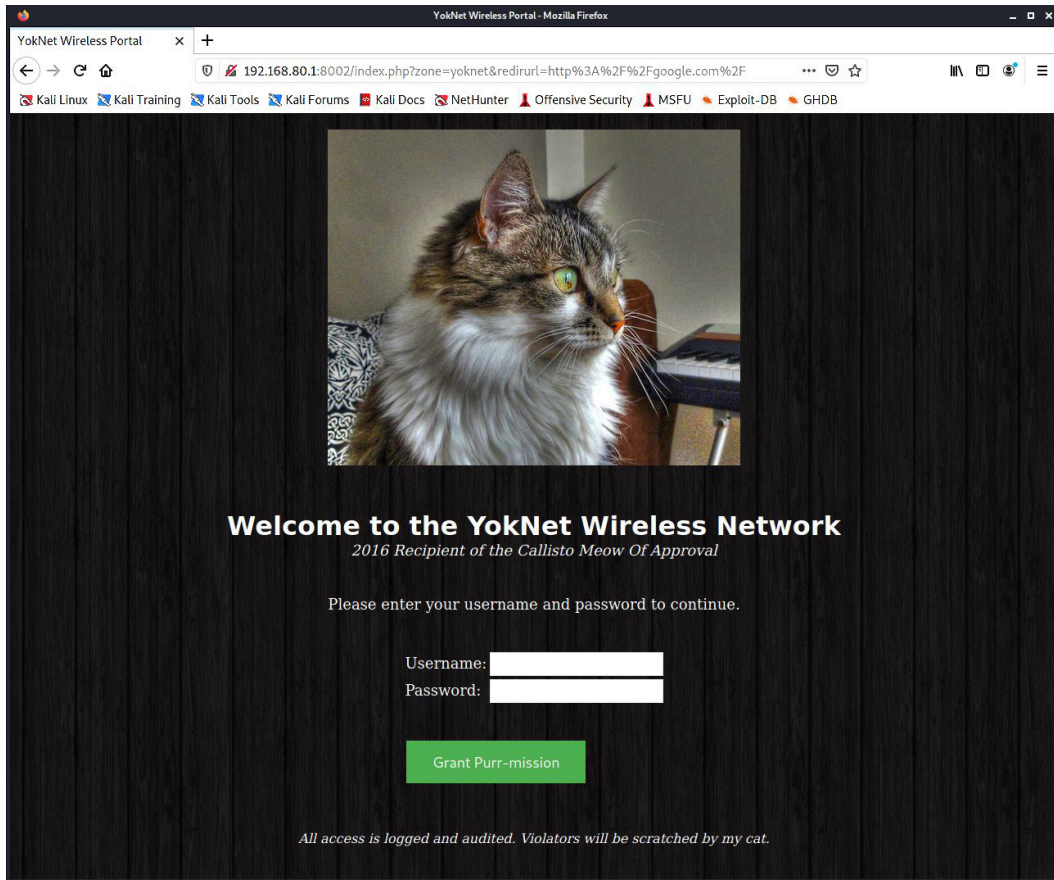 YokNet Wireless Portal - Mozilla Firefox
YokNet Wireless Portal
192.168.80.1:8002/index.php?zone=yoknet&redirurl=http%3A%2F%2Fgoogle.com%2F
Kali Linux Kali Training Kali Tools Kali Forums Kali Docs NetHunter Offensive Security MSFU Exploit-DB GHDB
Welcome to the YokNet Wireless Network
2016 Recipient of the Callisto Meow Of Approval
Please enter your username and password to continue.
Username:
Password:
Grant Purr-mission
All access is logged and audited. Violators will be scratched by my cat.